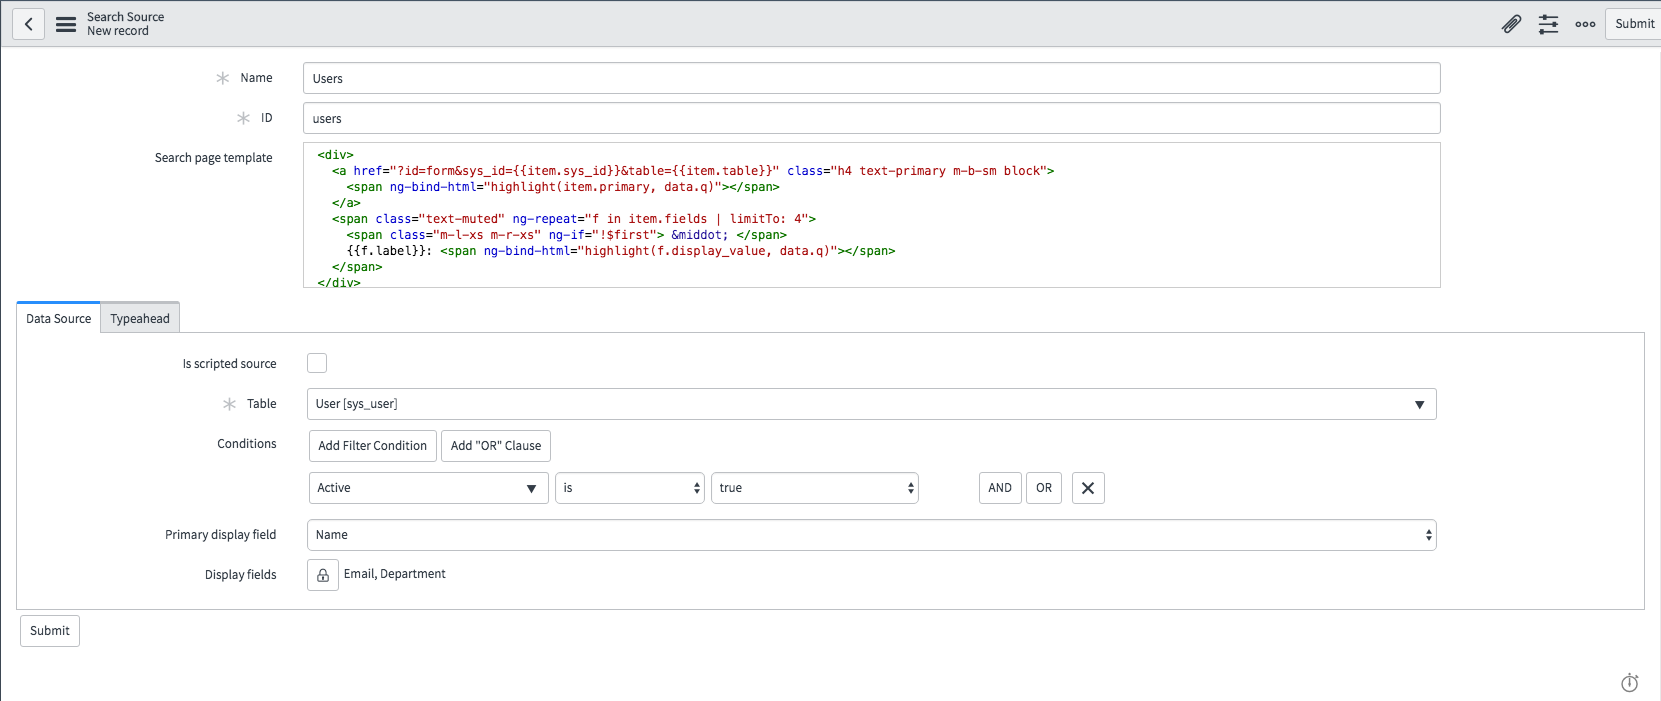 Search Source
New record
Submit
Name
Users
ID
users
Search page template
<div>
<a href="?id=form&sys_id={{item.sys_id}}&table={{item.table}}" class="h4 text-primary m-b-sm block">
<span ng-bind-html="highlight(item.primary, data.q)"></span>
</a>
<span class="text-muted" ng-repeat="f in item.fields | limitTo: 4">
<span class="m-l-xs m-r-xs" ng-if="!$first"> &middot; </span>
{{f.label}}: <span ng-bind-html="highlight(f.display_value, data.q)"></span>
</span>
</div>
Data Source
Typeahead
Is scripted source
Table
User [sys_user]
Conditions
Add Filter Condition
Add "OR" Clause
Active
is
true
AND
OR
Primary display field
Name
Display fields
Email, Department
Submit